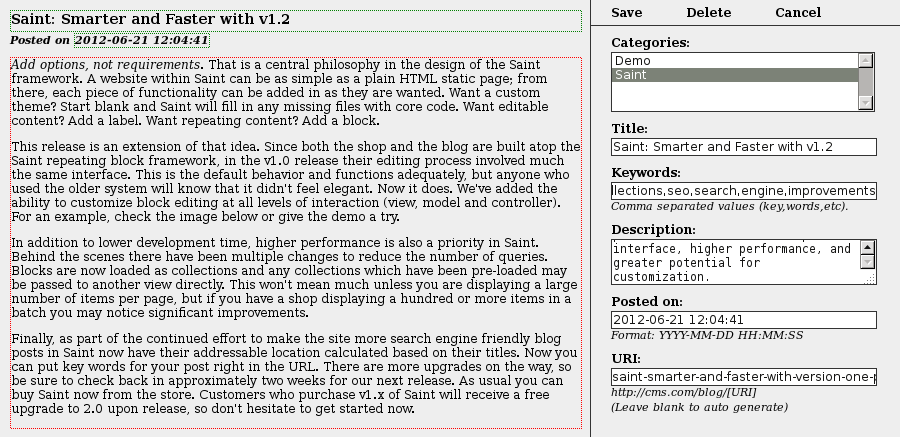 Saint: Smarter and Faster with v1.2
Posted on 2012-06-21 12:04:41
Add options, not requirements. That is a central philosophy in the design of the Saint
framework. A website within Saint can be as simple as a plain HTML static page; from
there, each piece of functionality can be added in as they are wanted. Want a custom
theme? Start blank and Saint will fill in any missing files with core code. Want editable
content? Add a label. Want repeating content? Add a block.
This release is an extension of that idea. Since both the shop and the blog are built atop the
Saint repeating block framework, in the v1.0 release their editing process involved much
the same interface. This is the default behavior and functions adequately, but anyone who
used the older system will know that it didn't feel elegant. Now it does. We've added the
ability to customize block editing at all levels of interaction (view, model and controller).
For an example, check the image below or give the demo a try.
In addition to lower development time, higher performance is also a priority in Saint.
Behind the scenes there have been multiple changes to reduce the number of queries.
Blocks are now loaded as collections and any collections which have been pre-loaded may
be passed to another view directly. This won't mean much unless you are displaying a large
number of items per page, but if you have a shop displaying a hundred or more items in a
batch you may notice significant improvements.
Finally, as part of the continued effort to make the site more search engine friendly blog
posts in Saint now have their addressable location calculated based on their titles. Now you
can put key words for your post right in the URL. There are more upgrades on the way, so
be sure to check back in approximately two weeks for our next release. As usual you can
buy Saint now from the store. Customers who purchase v1.x of Saint will receive a free
upgrade to 2.0 upon release, so don't hesitate to get started now.
Save Delete Cancel
Categories:
Demo
Saint
Title:
Saint: Smarter and Faster with v1.2
Keywords:
llections,seo,search,engine,improvements
Comma separated values (key,words,etc).
Description:
interface, higher performance, and
greater potential for
customization.
Posted on:
2012-06-21 12:04:41
Format: YYYY-MM-DD HH:MM:SS
URI:
saint-smarter-and-faster-with-version-one-p
http://cms.com/blog/[URI]
(Leave blank to auto generate)